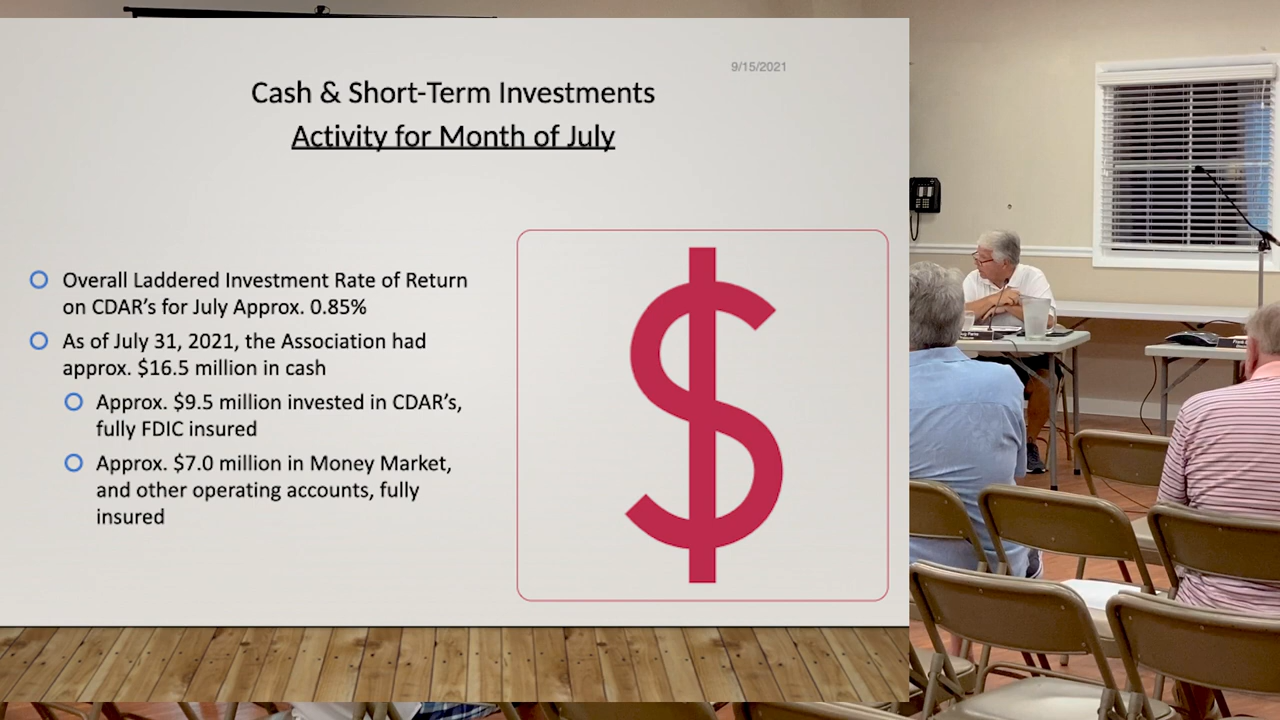 9/15/2021
Cash & Short-Term Investments
Activity for Month of July
Overall Laddered Investment Rate of Return
on CDAR's for July Approx. 0.85%
As of July 31, 2021, the Association had
approx. $16.5 million in cash
Approx. $9.5 million invested in CDAR's,
fully FDIC insured
Approx. $7.0 million in Money Market,
and other operating accounts, fully
insured
$